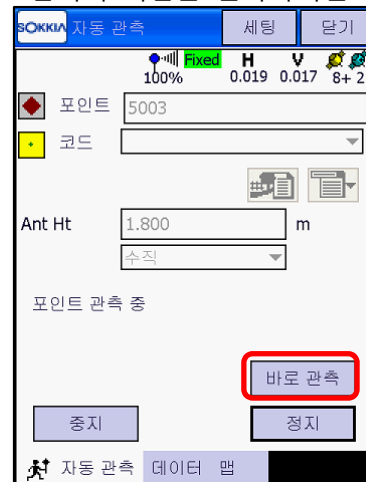 SOKKIA 자동 관측 세팅 닫기
Fixed H V
100% 0.019 0.017 8+ 2
포인트 5003
코드
Ant Ht 1.800 m
수직
포인트 관측 중
바로 관측
중지 정지
자동 관측 데이터 맵